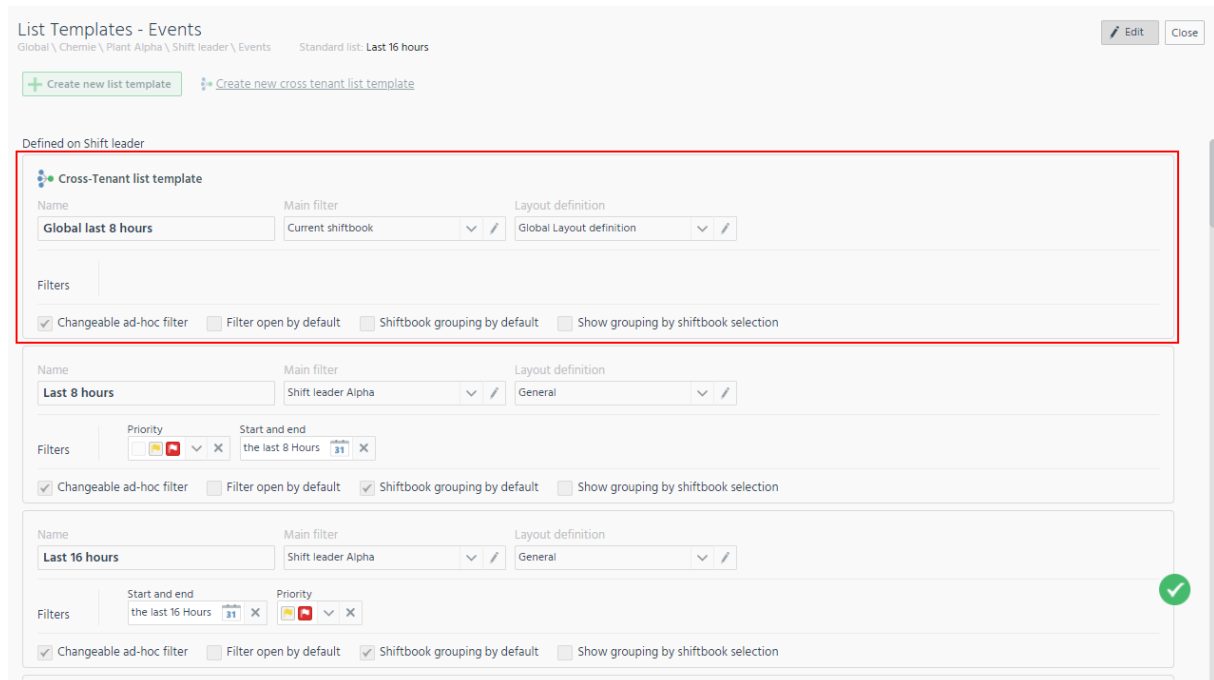 List Templates - Events
Edit
Close
Global \ Chemie \ Plant Alpha \ Shift leader \ Events Standard list: Last 16 hours
Create new list template Create new cross tenant list template
Defined on Shift leader
Cross-Tenant list template
Name Main filter Layout definition
Global last 8 hours Current shiftbook Global Layout definition
Filters
Changeable ad-hoc filter Filter open by default Shiftbook grouping by default Show grouping by shiftbook selection
Name Main filter Layout definition
Last 8 hours Shift leader Alpha General
Priority Start and end
Filters the last 8 Hours 31
Changeable ad-hoc filter Filter open by default Shiftbook grouping by default Show grouping by shiftbook selection
Name Main filter Layout definition
Last 16 hours Shift leader Alpha General
Start and end Priority
Filters the last 16 Hours 31
Changeable ad-hoc filter Filter open by default Shiftbook grouping by default Show grouping by shiftbook selection